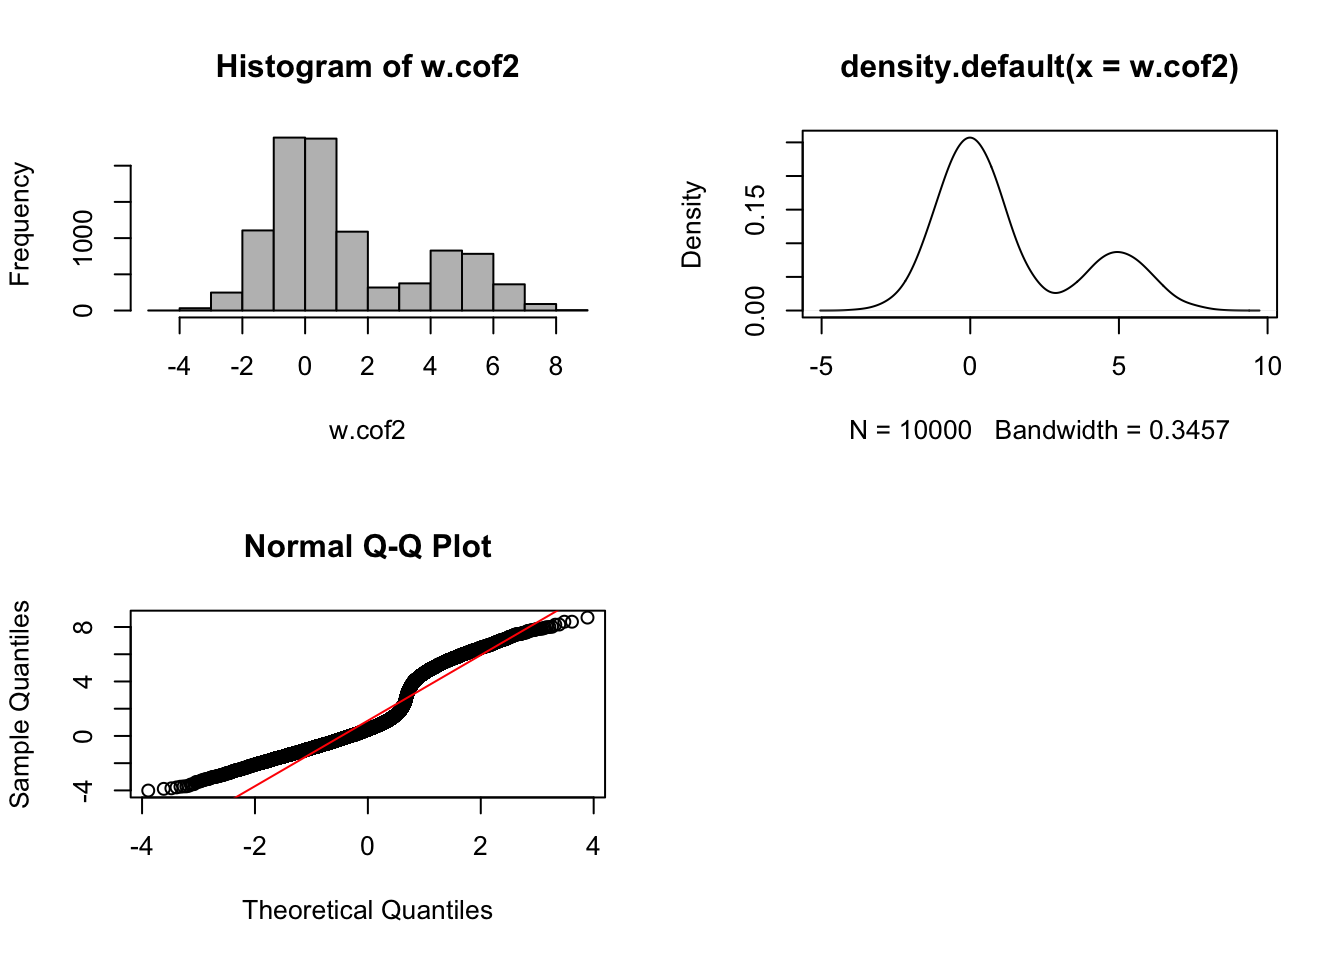 Histogram of w.cof2
Frequency
1000
0
-4 -2 0 2 4 6 8
w.cof2
density.default(x = w.cof2)
Density
0.15
0.00
-5 0 5 10
N = 10000 Bandwidth = 0.3457
Normal Q-Q Plot
Sample Quantiles
8
4
0
-4
-4 -2 0 2 4
Theoretical Quantiles